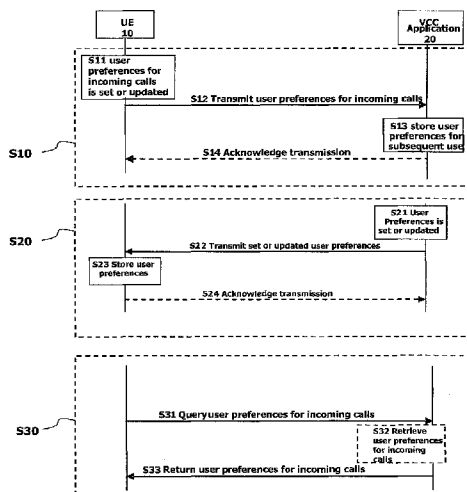 UE
10
VCC
Application
20
S11 user
preferences for
incoming calls
is set or updated
S12 Transmit user preferences for incoming calls
S13 store user
preferences for
subsequent use
S14 Acknowledge transmission
S10
S21 User
Preferences is
set or updated
S20
S22 Transmit set or updated user preferences
S23 Store user
preferences
S24 Acknowledge transmission
S31 Queryuser preferences for incoming calls
S32 Retrieve
user preferences
for incoming
calls
S30
S33 Return user preferences for incoming calls